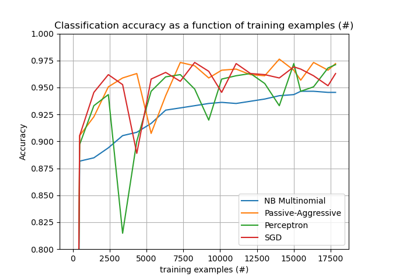 Classification accuracy as a function of training examples (#)
1.000
0.975
0.950
0.925
0.900
0.875
0.850
0.825
0.800
Accuracy
NB Multinomial
Passive-Aggressive
Perceptron
SGD
0 2500 5000 7500 10000 12500 15000 17500
training examples (#)